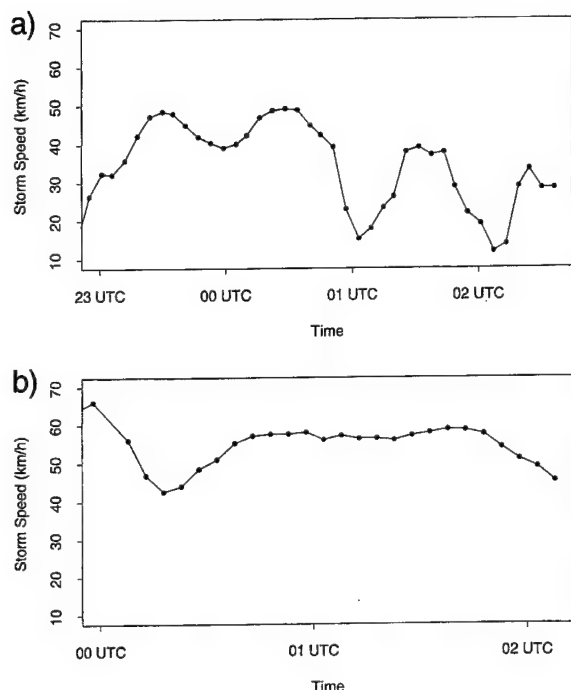 a)
70
60
50
40
30
20
10
Storm Speed (km/h)
23 UTC 00 UTC 01 UTC 02 UTC
Time
b)
70
60
50
40
30
20
10
Storm Speed (km/h)
00 UTC 01 UTC 02 UTC
Time